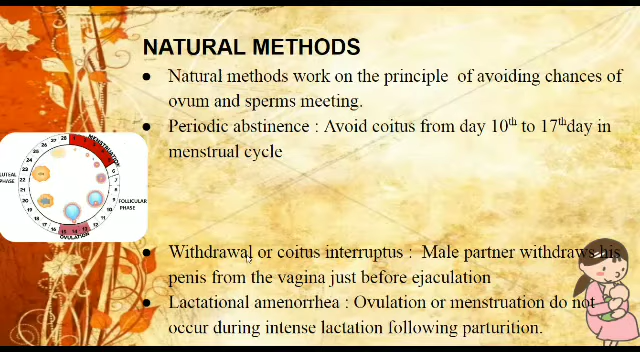 NATURAL METHODS
● Natural methods work on the principle of avoiding chances of
ovum and sperms meeting.
● Periodic abstinence : Avoid coitus from day 10th to 17thday in
menstrual cycle
MENSTRUATION
LUTEAL
PHASE
FOLLICULAR
PHASE
OVULATION
● Withdrawal or coitus interruptus : Male partner withdraws his
penis from the vagina just before ejaculation
● Lactational amenorrhea : Ovulation or menstruation do not
occur during intense lactation following parturition.